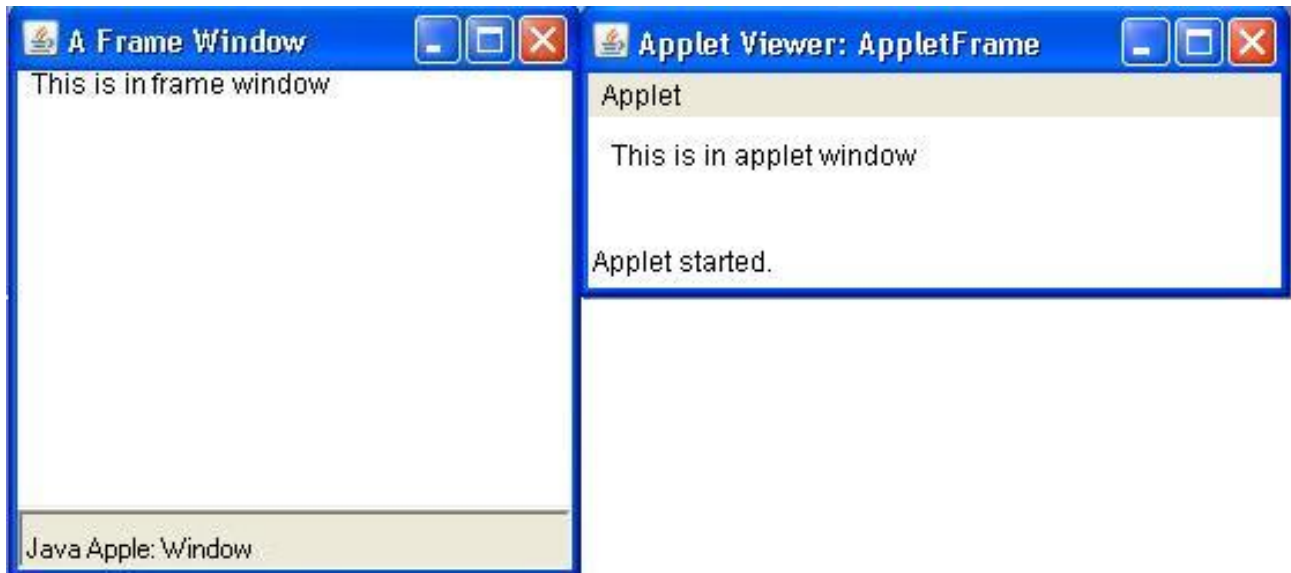 A Frame Window
This is in frame window
Java Apple: Window
Applet Viewer: AppletFrame
Applet
This is in applet window
Applet started.